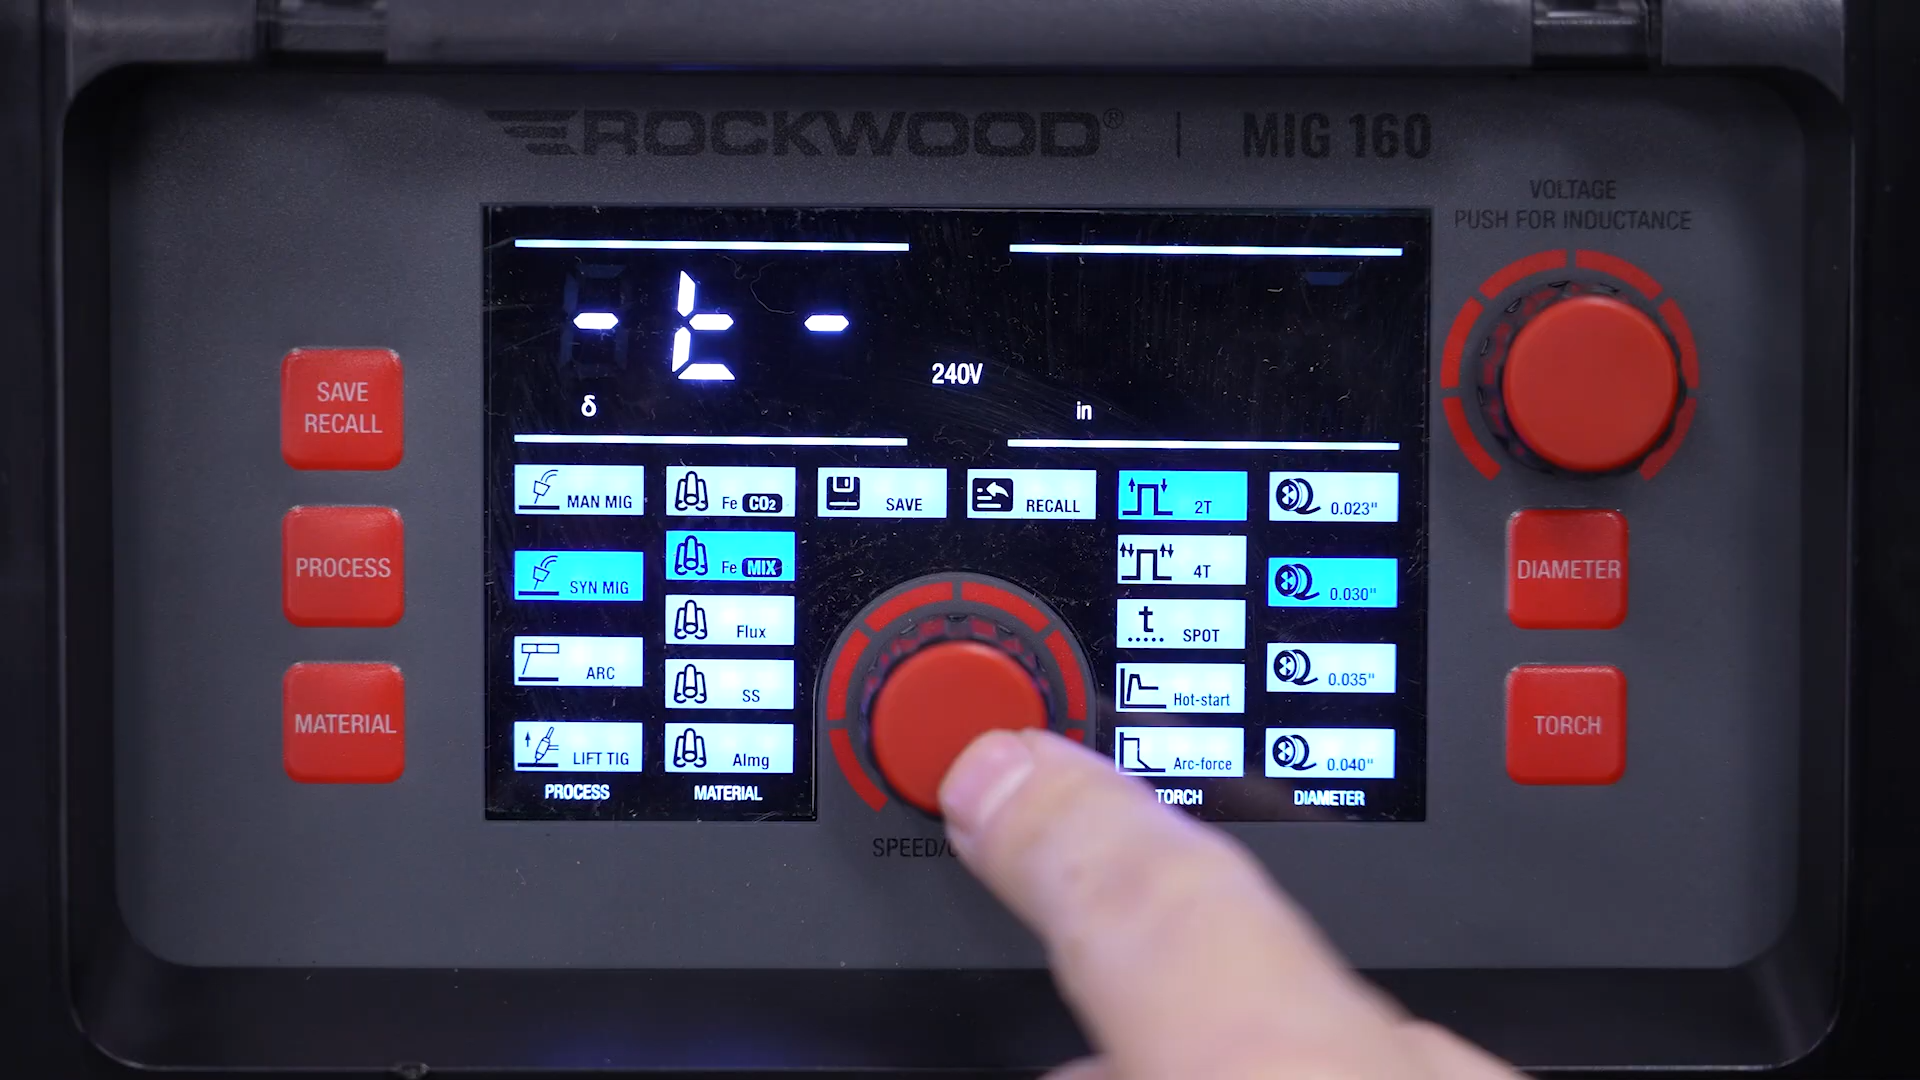 ROCKWOOD® | MIG 160
VOLTAGE
PUSH FOR INDUCTANCE
- t -
240V
δ
in
SAVE
RECALL
PROCESS
MATERIAL
MAN MIG
SYN MIG
ARC
LIFT TIG
PROCESS
Fe CO2
Fe MIX
Flux
SS
Almg
MATERIAL
SAVE
RECALL
2T
4T
t SPOT
Hot-start
Arc-force
TORCH
0.023"
0.030"
0.035"
0.040"
DIAMETER
SPEED/
DIAMETER
TORCH